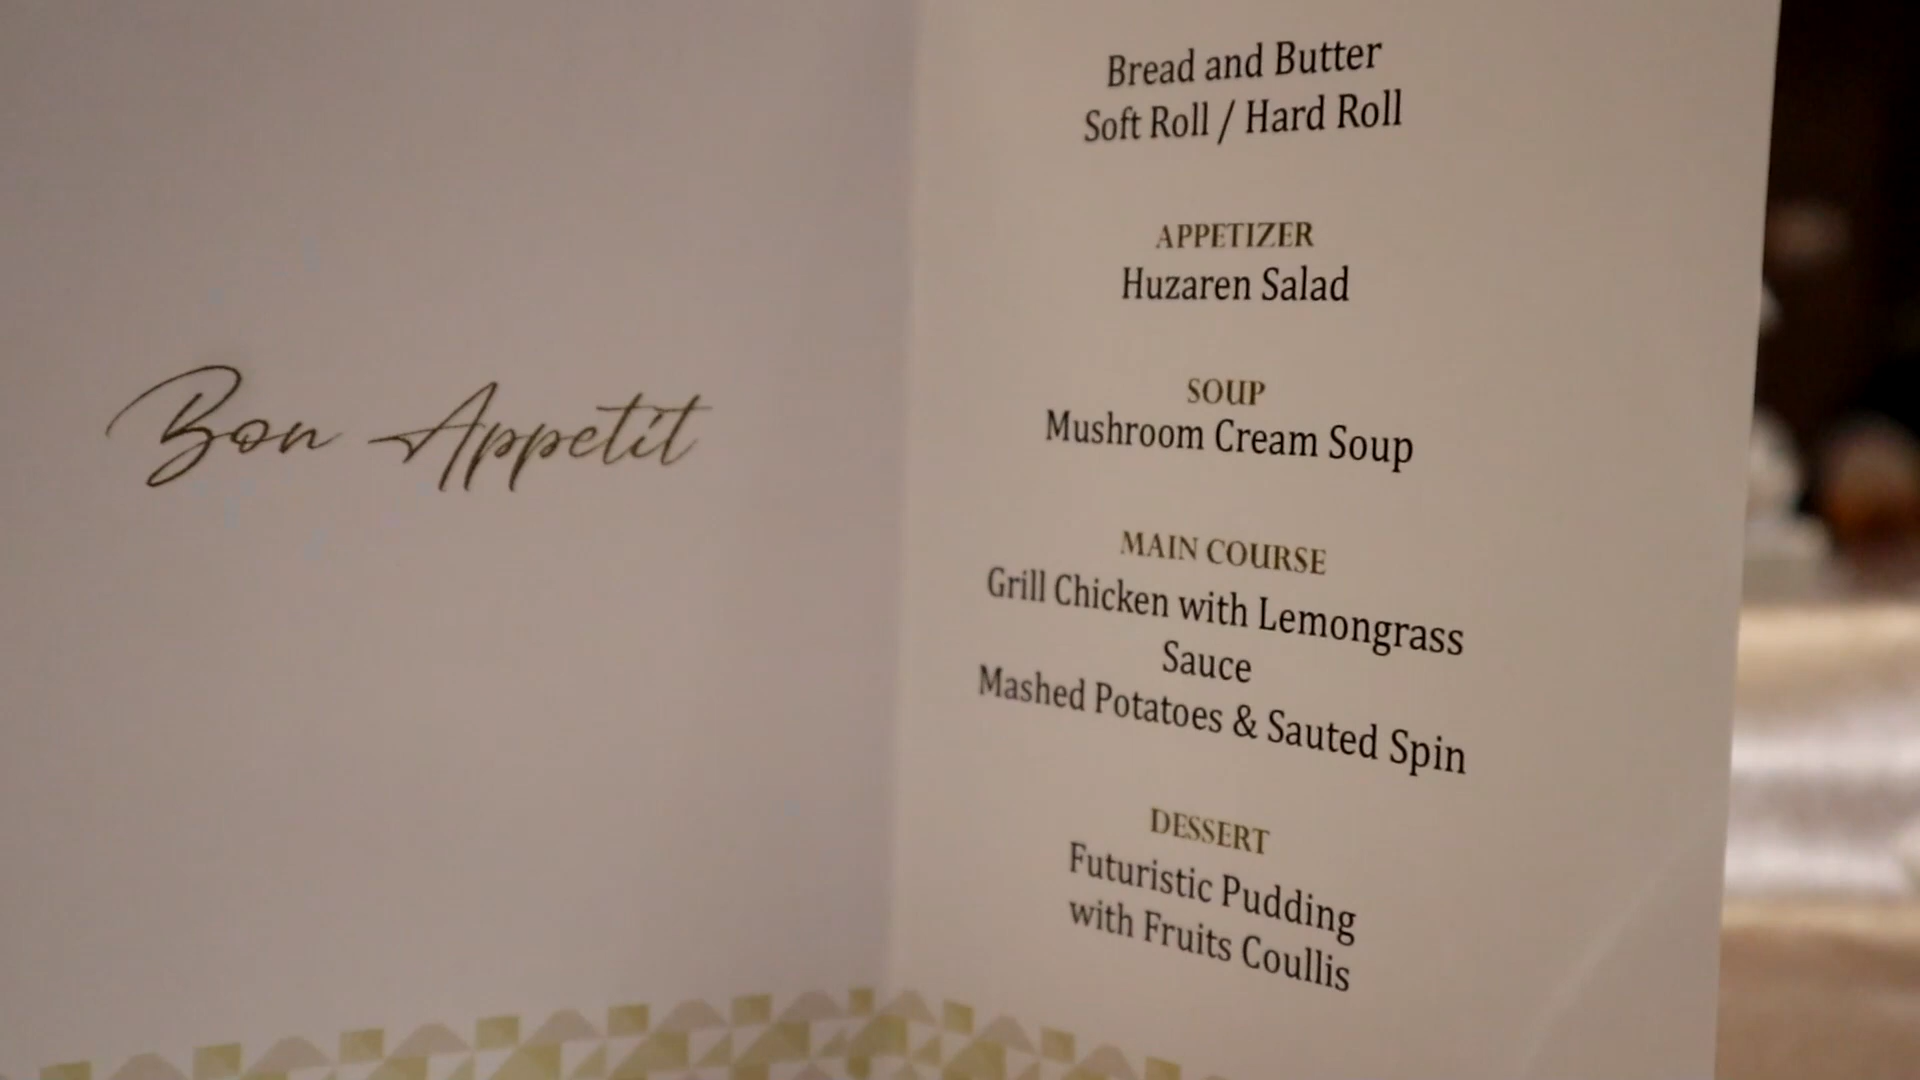 Bon Appetit
Bread and Butter
Soft Roll / Hard Roll
APPETIZER
Huzaren Salad
SOUP
Mushroom Cream Soup
MAIN COURSE
Grill Chicken with Lemongrass
Sauce
Mashed Potatoes & Sauted Spin
DESSERT
Futuristic Pudding
with Fruits Coullis